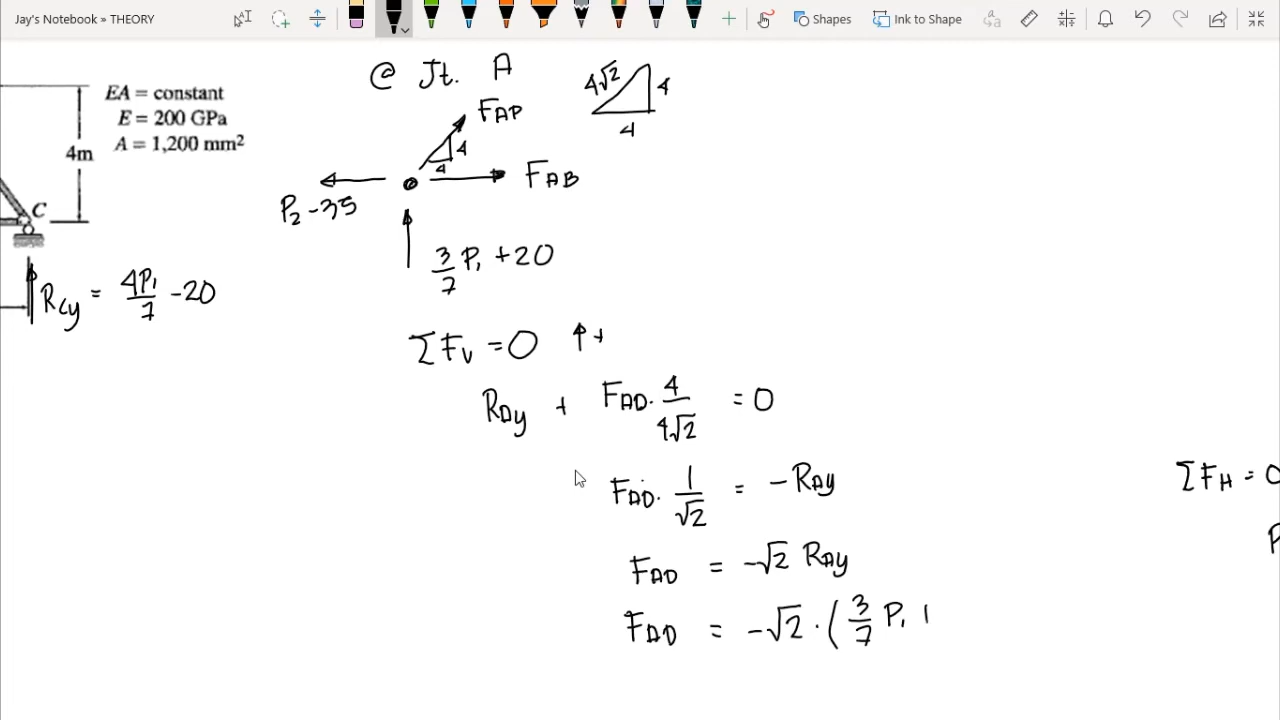 Jay's Notebook » THEORY
Shapes
Ink to Shape
EA = constant
E = 200 GPa
A = 1,200 mm²
4m
C
RCy = 4P1/7 -20
@ Jt. A
4√2
4
4
FAD
4
4
P2-35
FAB
3/7 P1 +20
ΣFV =0 ↑+
RAy + FAD. 4/4√2 =0
FAD. 1/√2 = -RAy
FAD = -√2 RAy
FAD = -√2 · ( 3/7 P1
ΣFH = 0
P